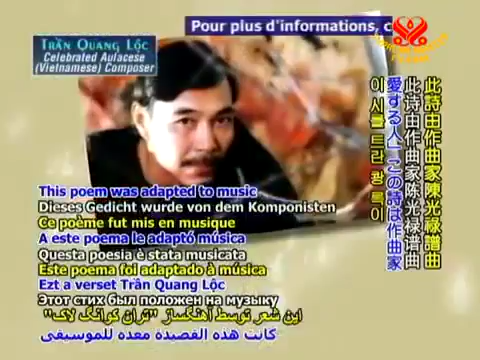 Pour plus d'informations, c
TRẦN QUANG LỘC
Celebrated Aulacese
(Vietnamese) Composer
This poem was adapted to music
Dieses Gedicht wurde von dem Komponisten
Ce poème fut mis en musique
A este poema le adaptó música
Questa poesia è stata musicata
Este poema foi adaptado à música
Ezt a verset Trần Quang Lộc
Этот стих был положен на музыку
این شعر توسط آهنگساز "تران کوانگ لاک"
كانت هذه القصيدة معدة للموسيقى
此詩由作曲家陳光祿譜曲
此诗由作曲家陈光禄谱曲
愛する人」この詩は作曲家
이 시를 트란 쾅 록이